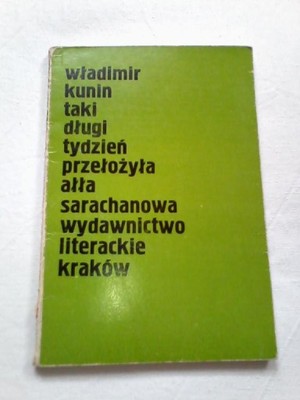 władimir
kunin
taki
długi
tydzień
przełożyła
ałła
sarachanowa
wydawnictwo
literackie
kraków